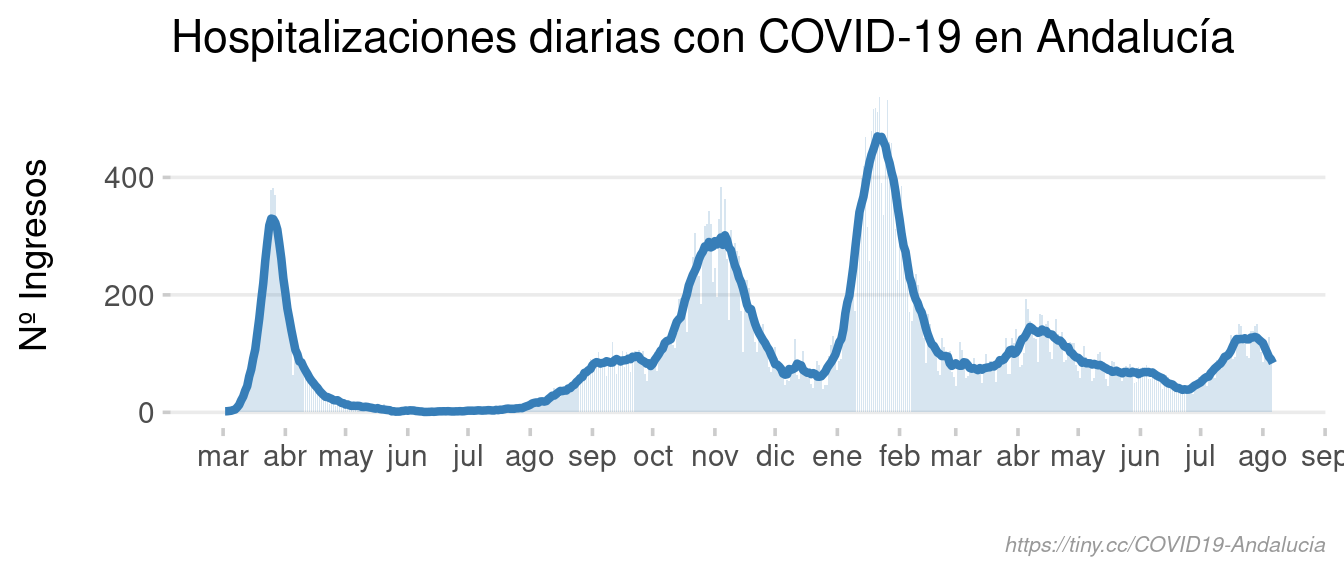 Hospitalizaciones diarias con COVID-19 en Andalucía
Nº Ingresos
400
200
0
mar abr may jun jul ago sep oct nov dic ene feb mar abr may jun jul ago sep
https://tiny.cc/COVID19-Andalucia